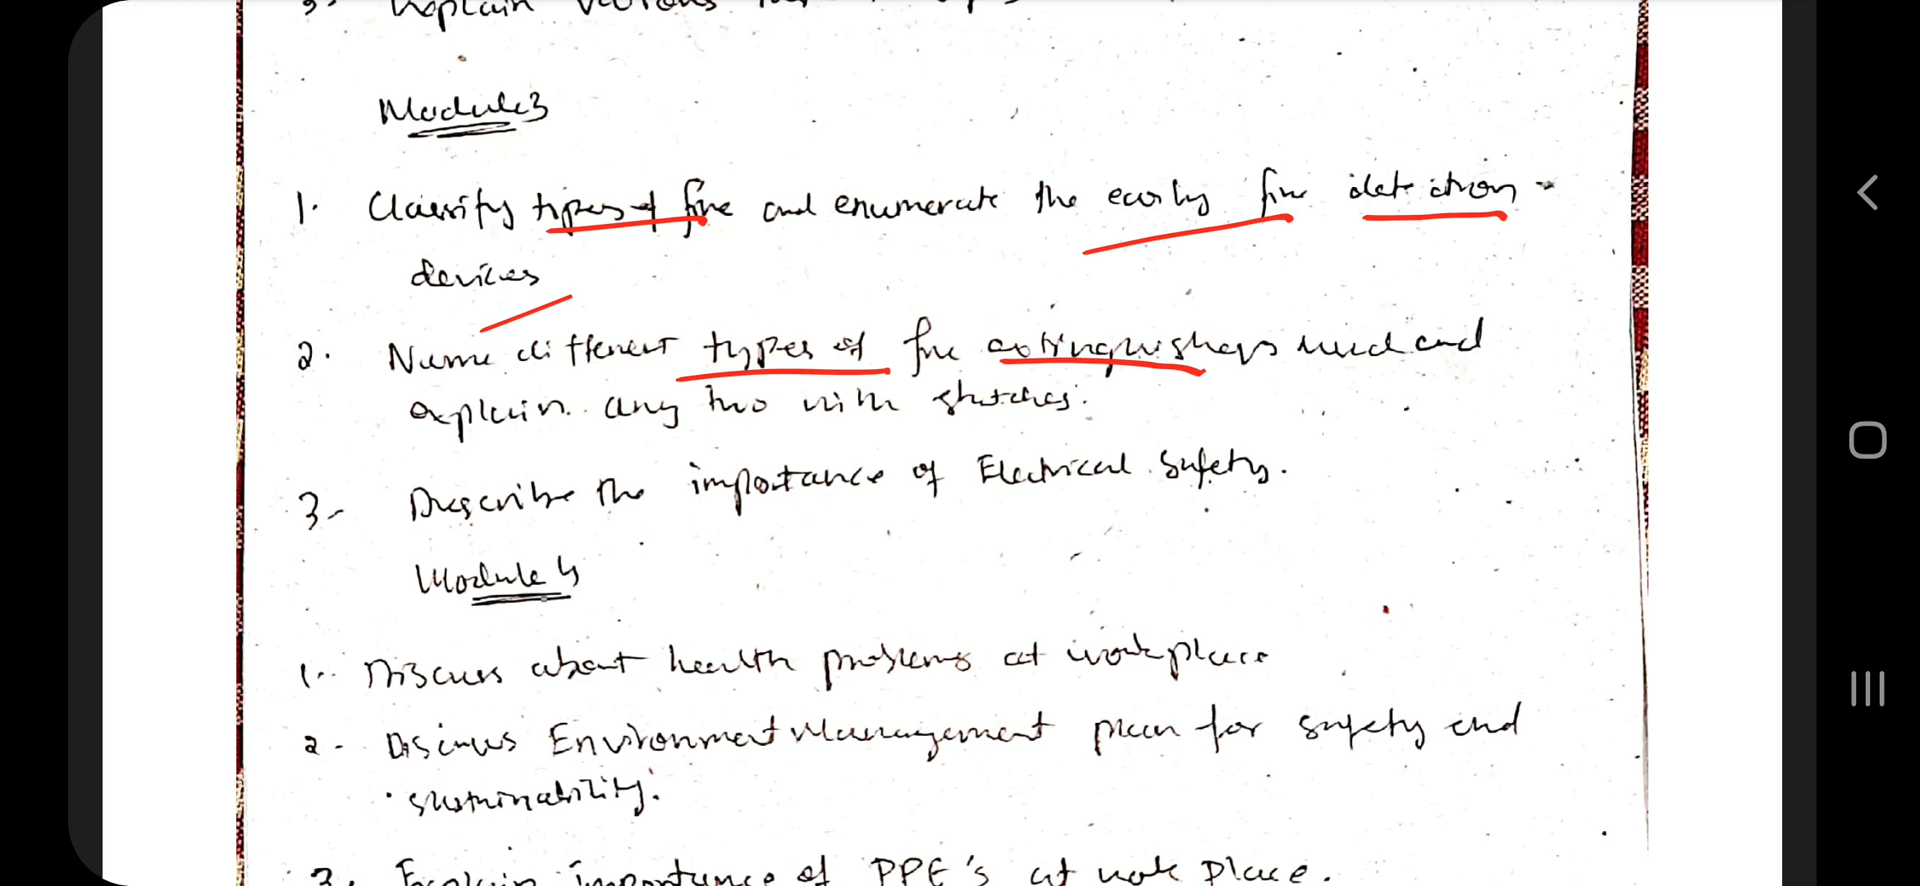 3. Explain various
Module 3
1. Classify types of fire and enumerate the early fire detection -
devices
2. Name different types of fire extinguishers used and
explain any two with sketches.
3- Describe the importance of Electrical Safety.
Module 4
1. Discuss about health problems at workplace
2- Discuss Environment Management plan for safety and
sustainability.
3. Explain importance of PPE's at work place.